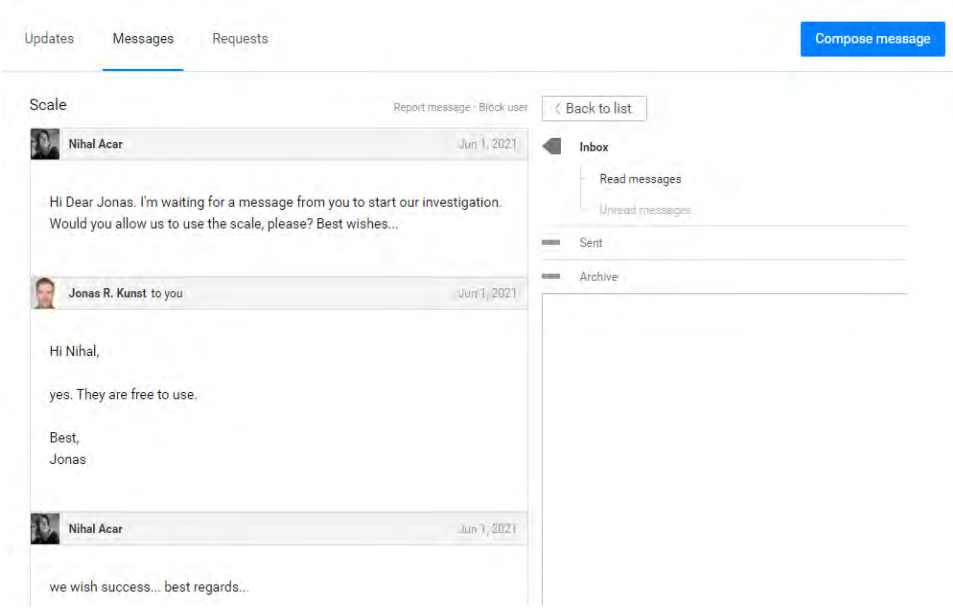 Updates Messages Requests Compose message
Scale
Report message · Block user
Nihal Acar Jun 1, 2021
Hi Dear Jonas. I'm waiting for a message from you to start our investigation.
Would you allow us to use the scale, please? Best wishes...
Jonas R. Kunst to you Jun 1, 2021
Hi Nihal,
yes. They are free to use.
Best,
Jonas
Nihal Acar Jun 1, 2021
we wish success... best regards...
Back to list
Inbox
Read messages
Unread messages
Sent
Archive